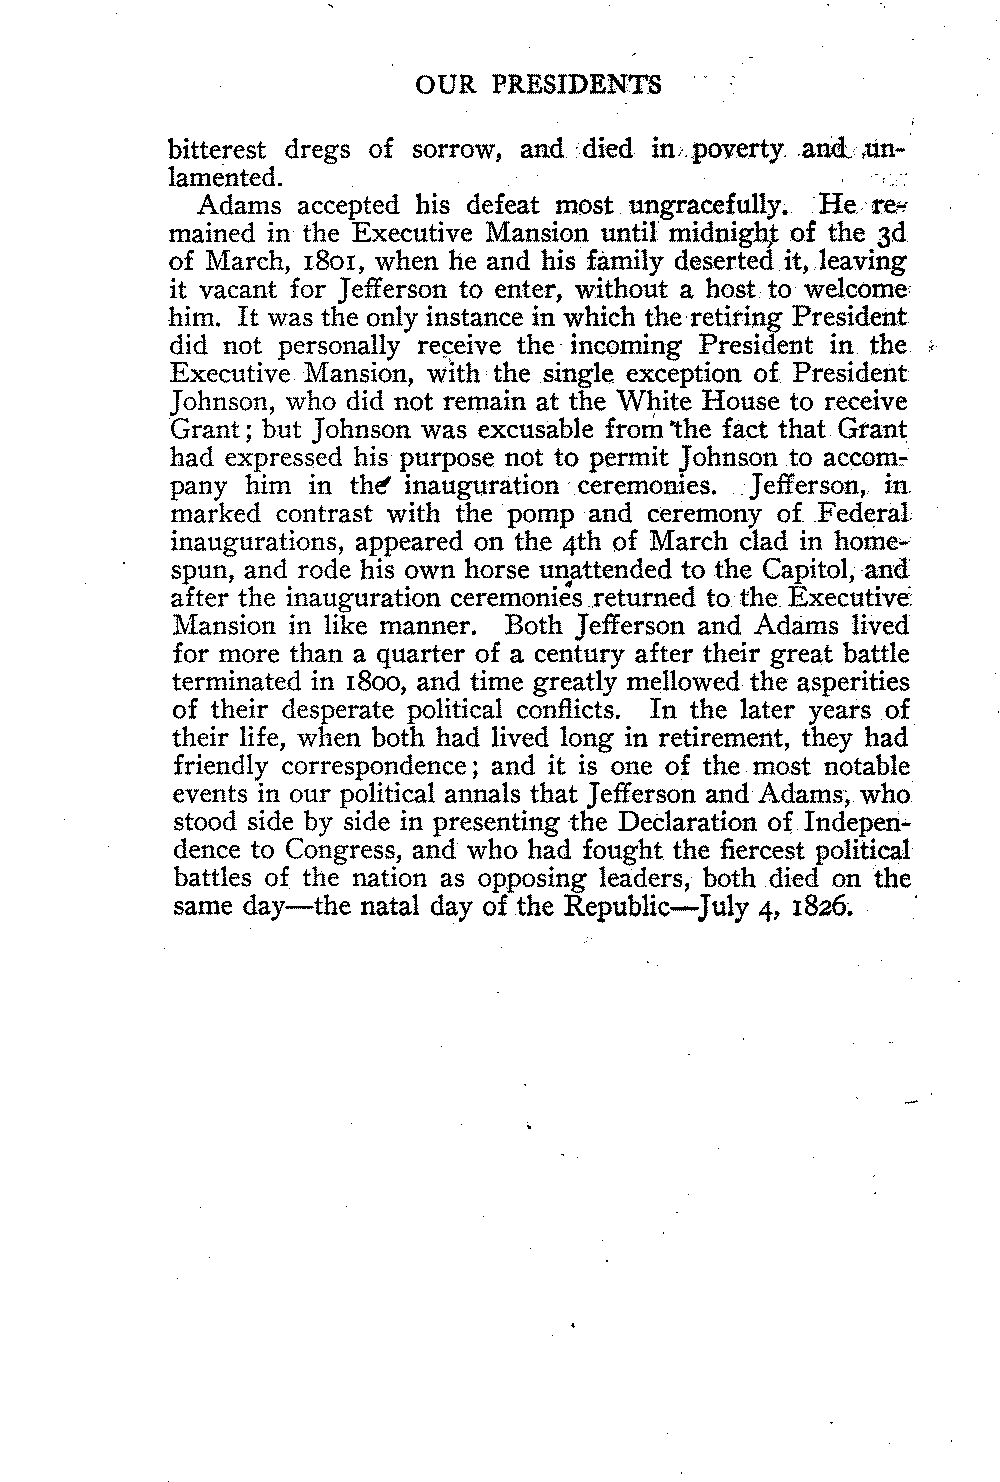 OUR PRESIDENTS
bitterest dregs of sorrow, and died in poverty and un-
lamented.
Adams accepted his defeat most ungracefully. He re-
mained in the Executive Mansion until midnight of the 3d
of March, 1801, when he and his family deserted it, leaving
it vacant for Jefferson to enter, without a host to welcome
him. It was the only instance in which the retiring President
did not personally receive the incoming President in the
Executive Mansion, with the single exception of President
Johnson, who did not remain at the White House to receive
Grant; but Johnson was excusable from the fact that Grant
had expressed his purpose not to permit Johnson to accom-
pany him in the inauguration ceremonies. Jefferson, in
marked contrast with the pomp and ceremony of Federal
inaugurations, appeared on the 4th of March clad in home-
spun, and rode his own horse unattended to the Capitol, and
after the inauguration ceremonies returned to the Executive
Mansion in like manner. Both Jefferson and Adams lived
for more than a quarter of a century after their great battle
terminated in 1800, and time greatly mellowed the asperities
of their desperate political conflicts. In the later years of
their life, when both had lived long in retirement, they had
friendly correspondence; and it is one of the most notable
events in our political annals that Jefferson and Adams, who
stood side by side in presenting the Declaration of Indepen-
dence to Congress, and who had fought the fiercest political
battles of the nation as opposing leaders, both died on the
same day—the natal day of the Republic—July 4, 1826.